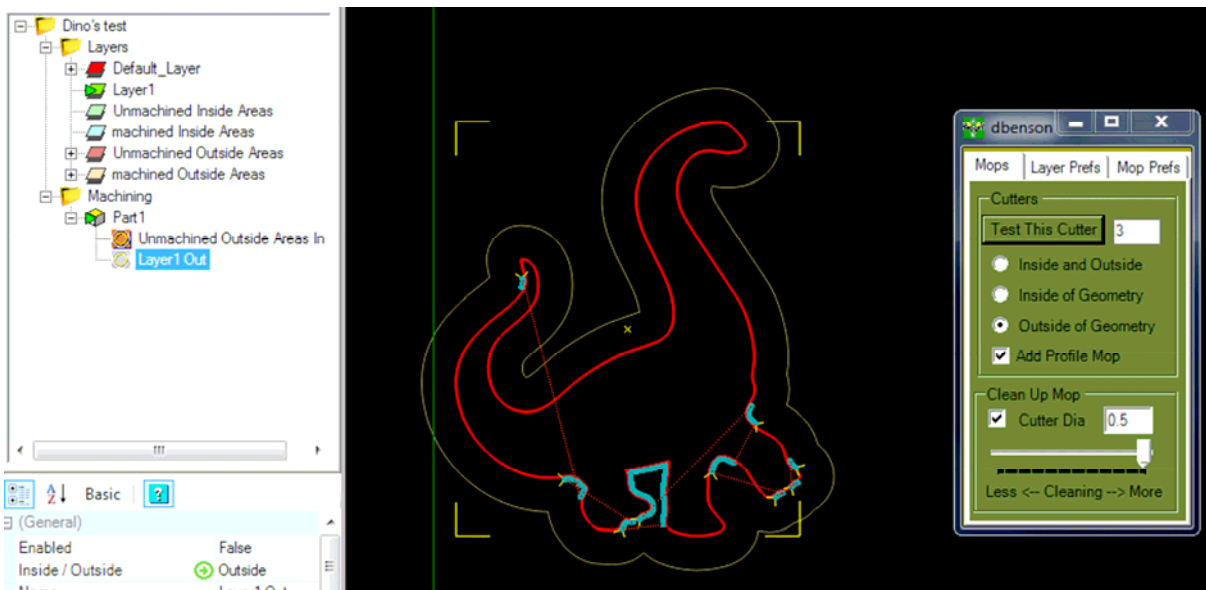 Dino's test
Layers
Default_Layer
Layer1
Unmachined Inside Areas
machined Inside Areas
Unmachined Outside Areas
machined Outside Areas
Machining
Part1
Unmachined Outside Areas In
Layer1 Out
Basic
(General)
Enabled False
Inside / Outside Outside
dbenson
Mops Layer Prefs Mop Prefs
Cutters
Test This Cutter 3
Inside and Outside
Inside of Geometry
Outside of Geometry
Add Profile Mop
Clean Up Mop
Cutter Dia 0.5
Less <-- Cleaning --> More